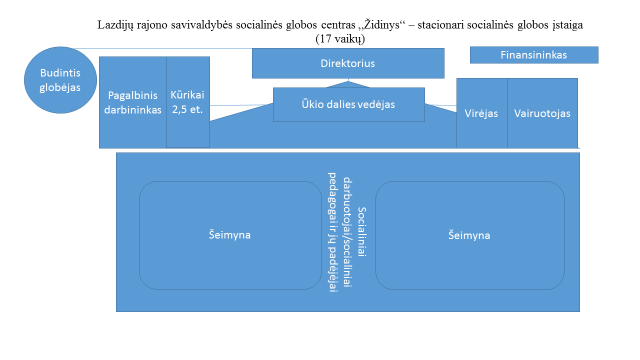 Lazdijų rajono savivaldybės socialinės globos centras „Židinys“ – stacionari socialinės globos įstaiga
(17 vaikų)
Budintis
globėjas
Direktorius
Finansininkas
Pagalbinis
darbininkas
Kūrikai
2,5 et.
Ūkio dalies vedėjas
Virėjas
Vairuotojas
Šeimyna
Socialiniai
darbuotojai/socialiniai
pedagogai ir jų padėjėjai
Šeimyna